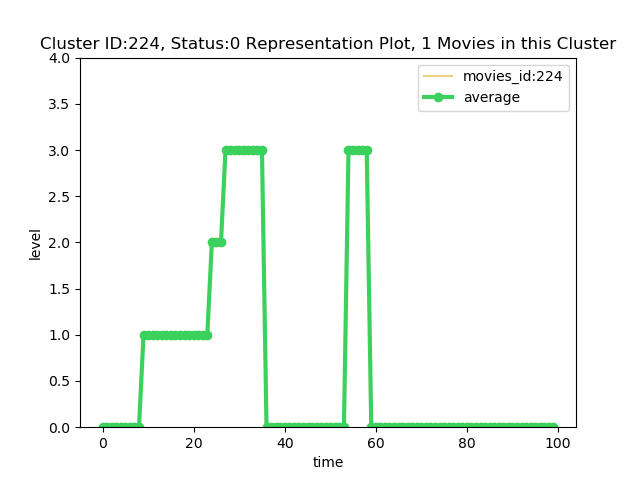 Cluster ID:224, Status:0 Representation Plot, 1 Movies in this Cluster
movies_id:224
average
4.0
3.5
3.0
2.5
2.0
1.5
1.0
0.5
0.0
level
0 20 40 60 80 100
time